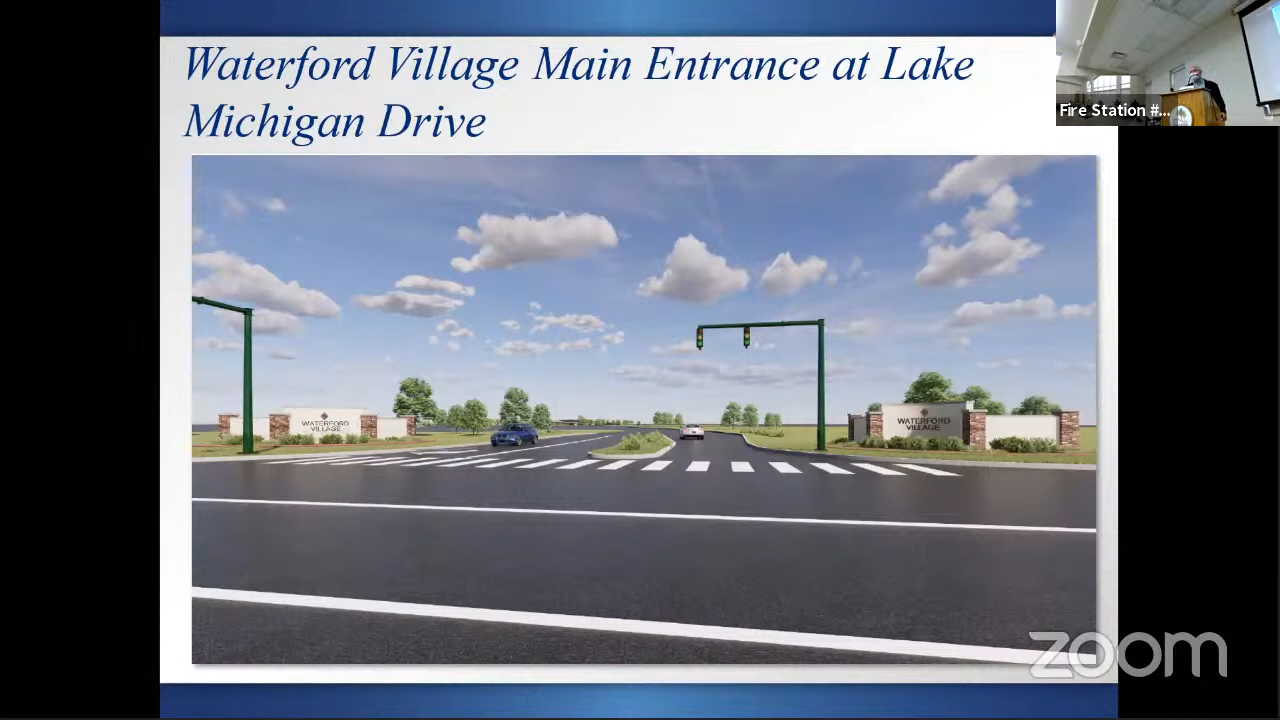 Waterford Village Main Entrance at Lake
Michigan Drive
Fire Station #...
WATERFORD
VILLAGE
WATERFORD
VILLAGE
zoom